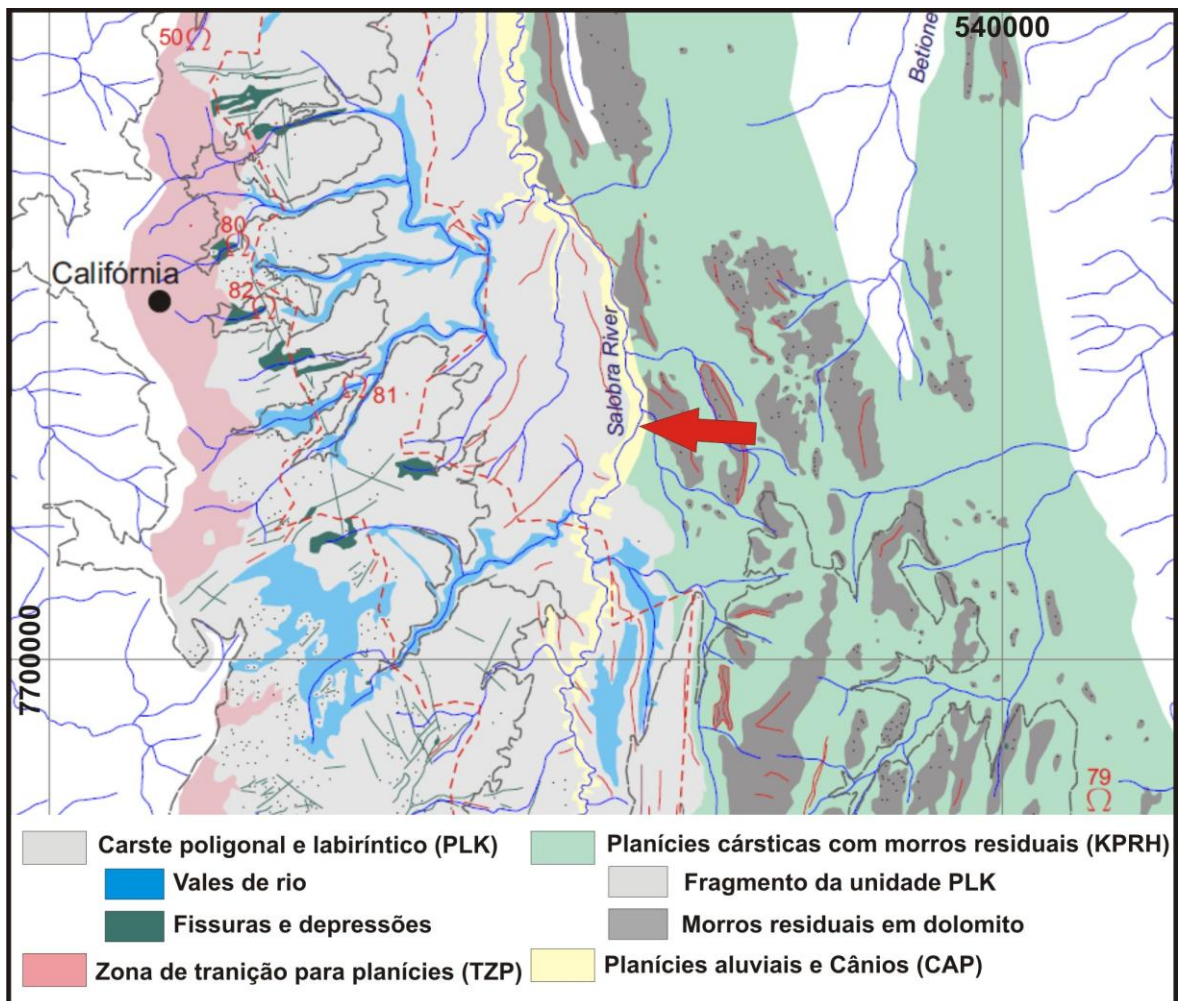 50
540000
Betione
80
Califórnia
82
Salobra River
81
7700000
79
Carste poligonal e labiríntico (PLK)
Vales de rio
Fissuras e depressões
Zona de tranição para planícies (TZP)
Planícies cársticas com morros residuais (KPRH)
Fragmento da unidade PLK
Morros residuais em dolomito
Planícies aluviais e Cânios (CAP)